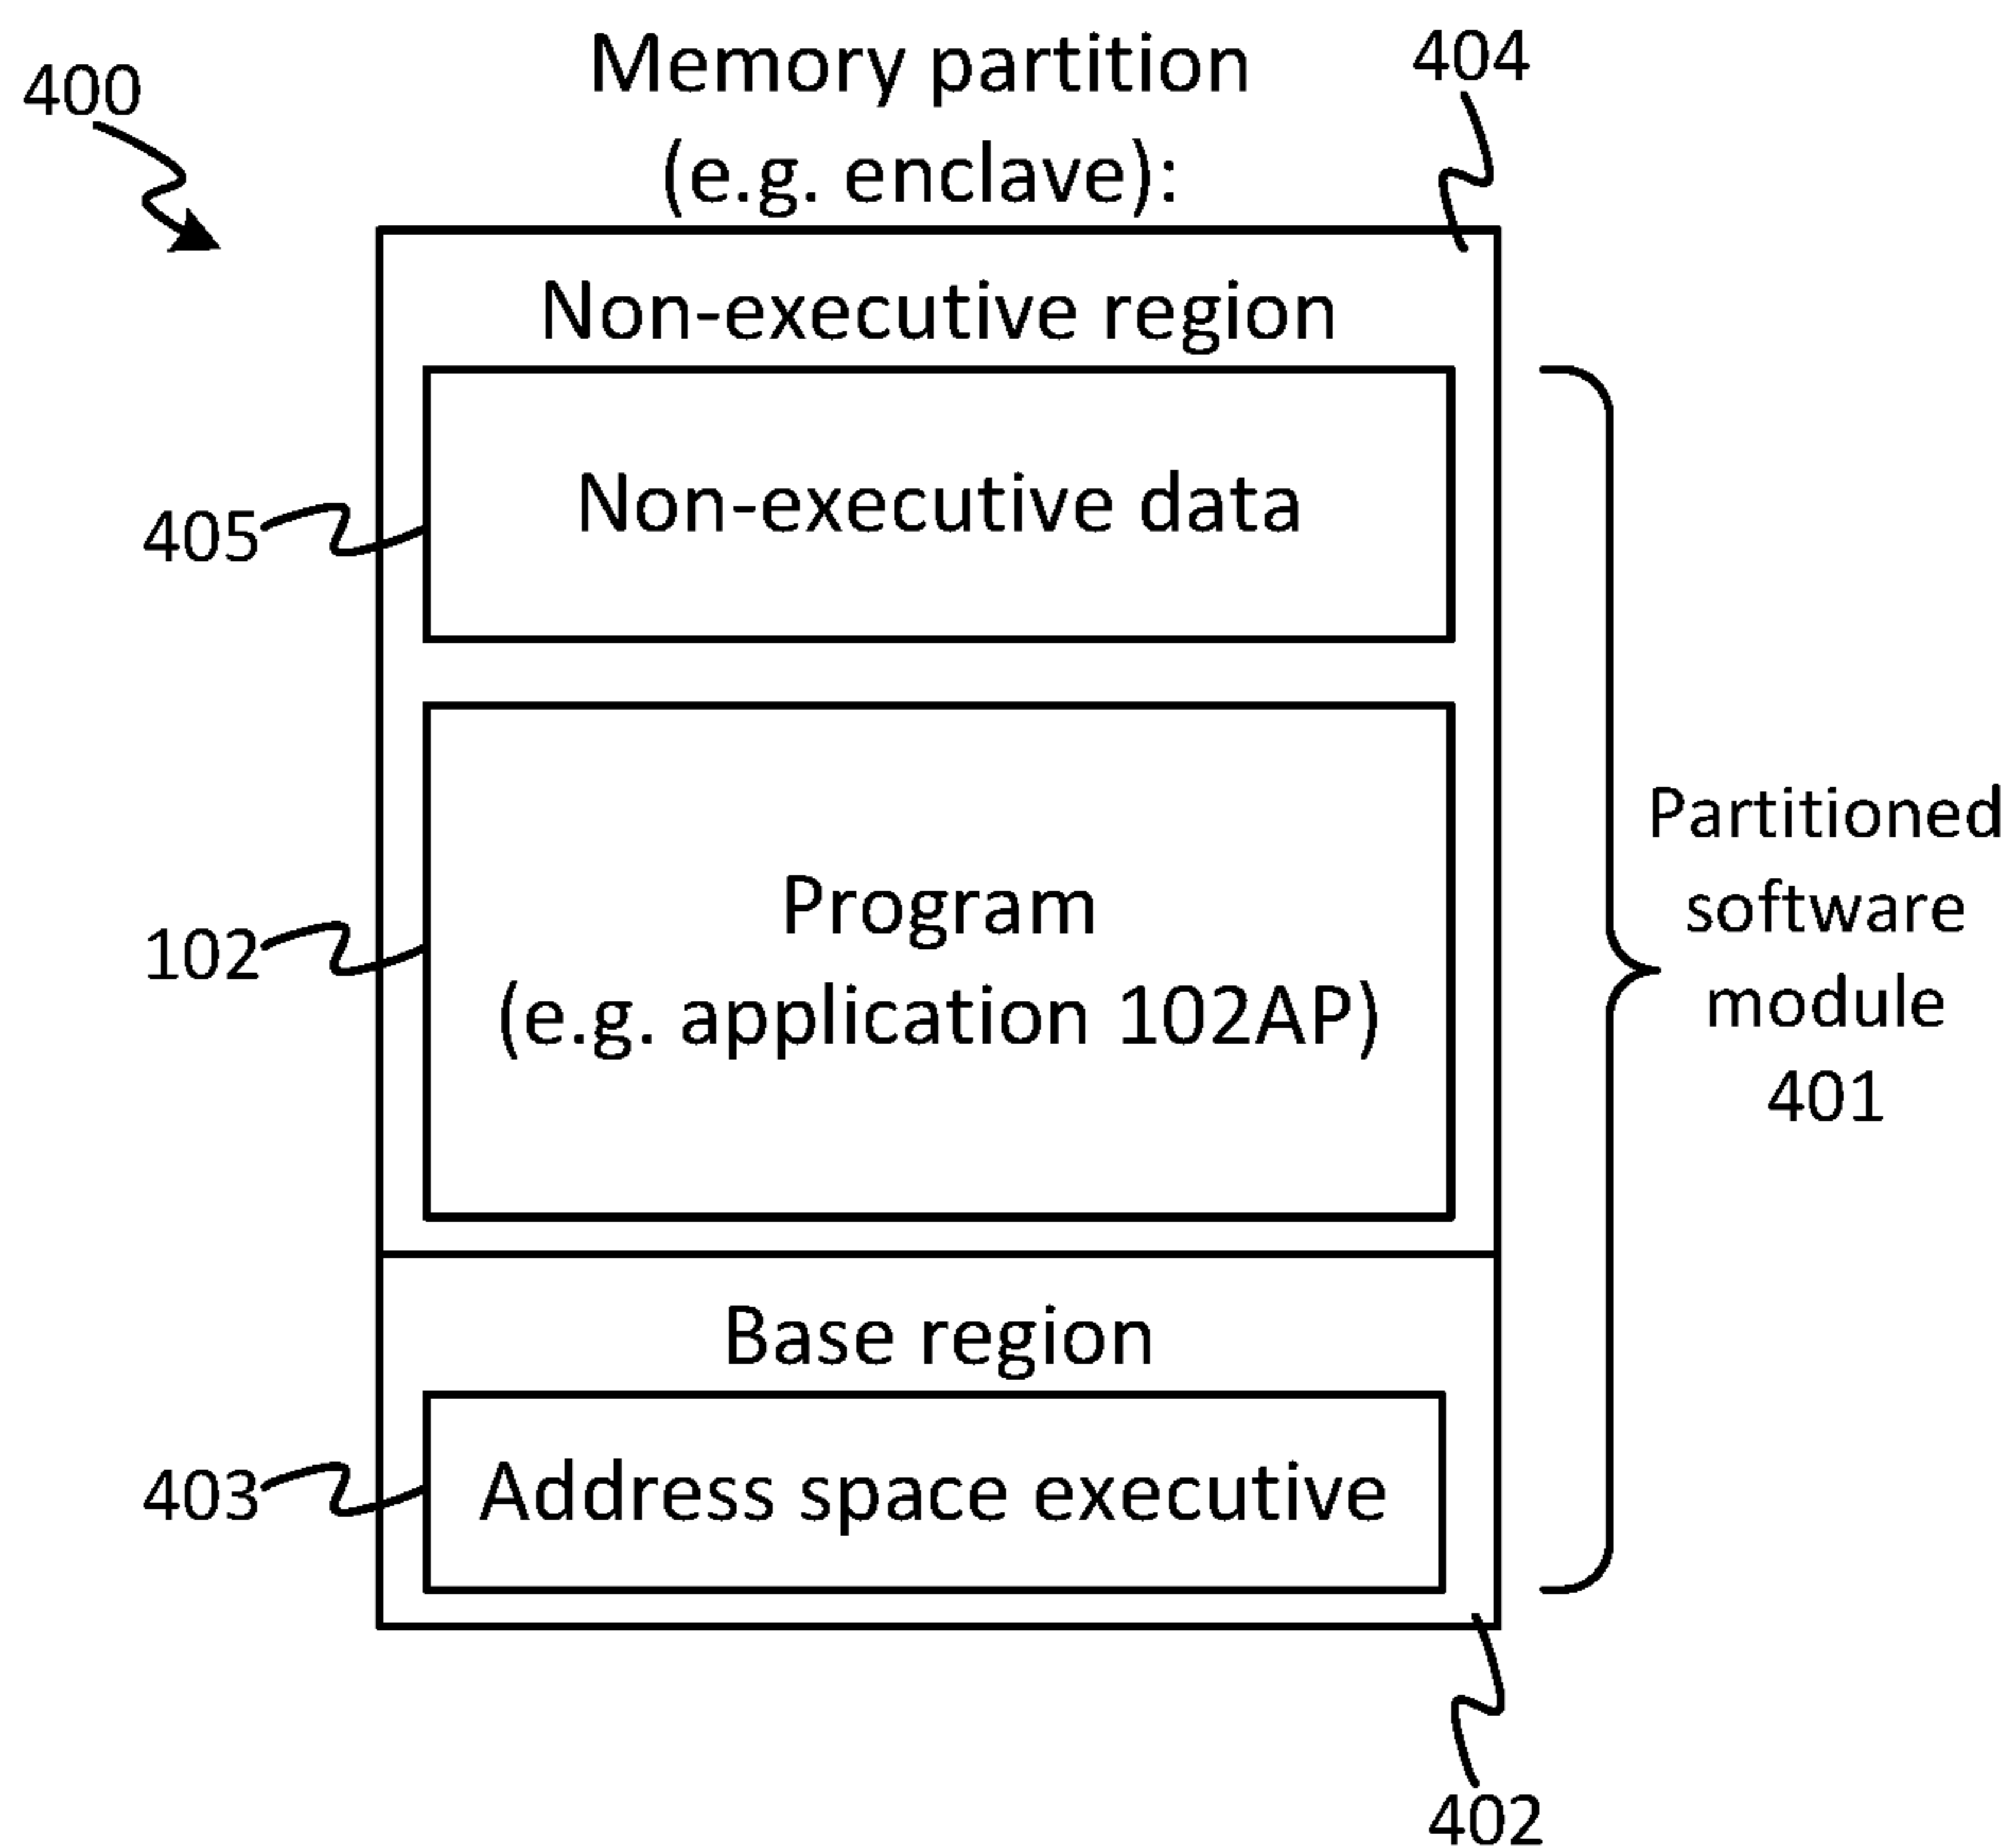 400
Memory partition
(e.g. enclave):
404
Non-executive region
405
Non-executive data
102
Program
(e.g. application 102AP)
Partitioned
software
module
401
Base region
403
Address space executive
402